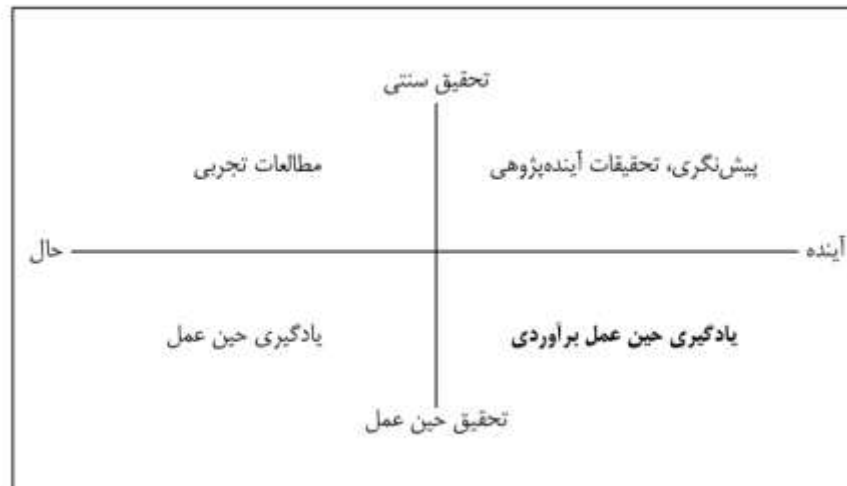 تحقیق سنتی
پیش‌نگری، تحقیقات آینده‌پژوهی
مطالعات تجربی
آینده
حال
یادگیری حین عمل برآوردی
یادگیری حین عمل
تحقیق حین عمل